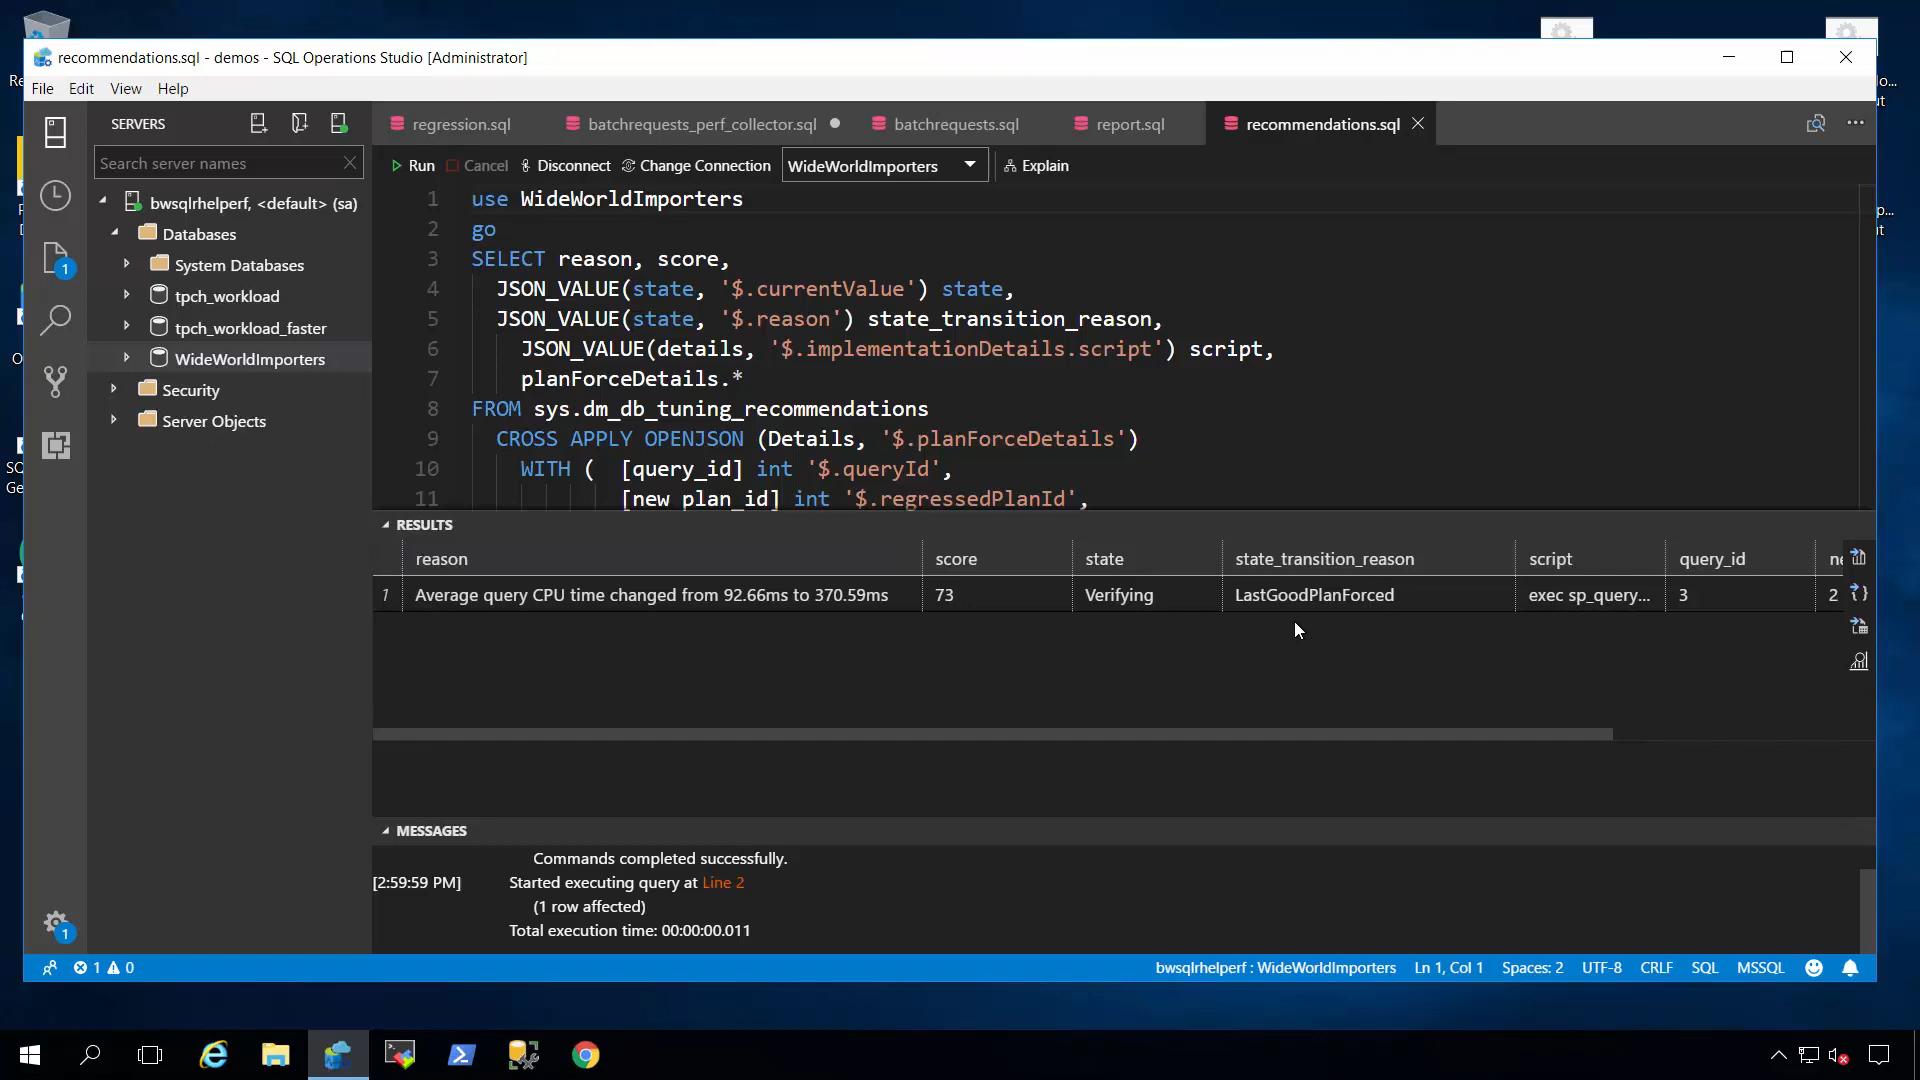 recommendations.sql - demos - SQL Operations Studio [Administrator]
File Edit View Help
SERVERS
Search server names
bwsqlrhelperf, <default> (sa)
Databases
System Databases
tpch_workload
tpch_workload_faster
WideWorldImporters
Security
Server Objects
1
1
regression.sql batchrequests_perf_collector.sql batchrequests.sql report.sql recommendations.sql
Run Cancel Disconnect Change Connection WideWorldImporters Explain
1 use WideWorldImporters
2 go
3 SELECT reason, score,
4 JSON_VALUE(state, '$.currentValue') state,
5 JSON_VALUE(state, '$.reason') state_transition_reason,
6 JSON_VALUE(details, '$.implementationDetails.script') script,
7 planForceDetails.*
8 FROM sys.dm_db_tuning_recommendations
9 CROSS APPLY OPENJSON (Details, '$.planForceDetails')
10 WITH ( [query_id] int '$.queryId',
11 [new plan_id] int '$.regressedPlanId',
RESULTS
reason score state state_transition_reason script query_id ne
1 Average query CPU time changed from 92.66ms to 370.59ms 73 Verifying LastGoodPlanForced exec sp_query... 3 2
MESSAGES
Commands completed successfully.
[2:59:59 PM] Started executing query at Line 2
(1 row affected)
Total execution time: 00:00:00.011
1 0 bwsqlrhelperf : WideWorldImporters Ln 1, Col 1 Spaces: 2 UTF-8 CRLF SQL MSSQL